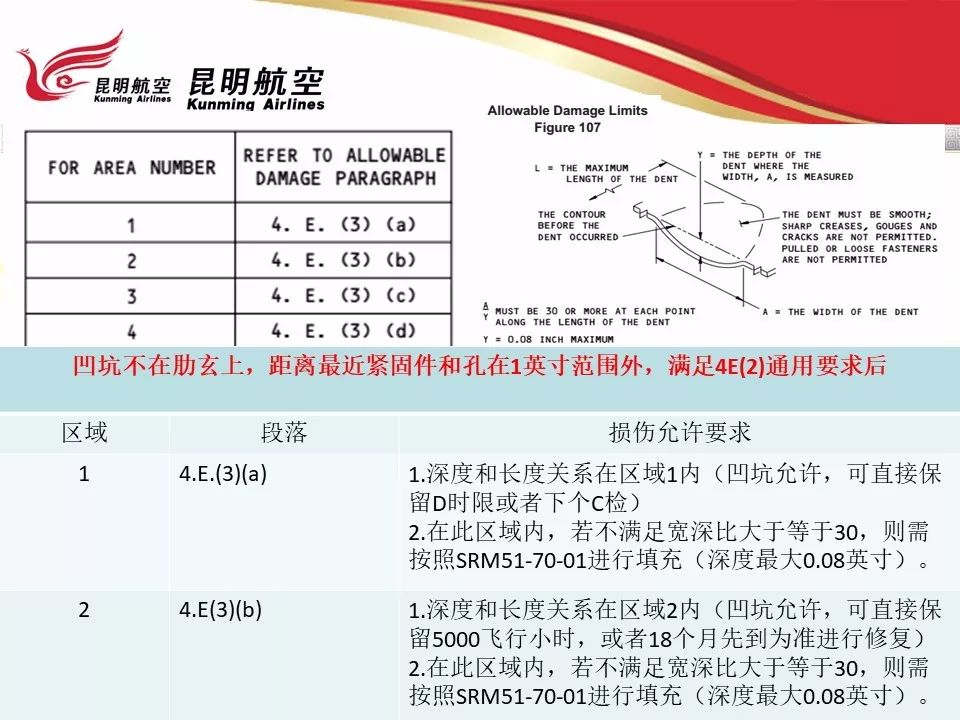 昆明航空
Kunming Airlines
昆明航空
Kunming Airlines
Allowable Damage Limits
Figure 107
FOR AREA NUMBER
REFER TO ALLOWABLE
DAMAGE PARAGRAPH
1
4. E. (3) (a)
2
4. E. (3) (b)
3
4. E. (3) (c)
4
4. E. (3) (d)
L = THE MAXIMUM
LENGTH OF THE DENT
Y = THE DEPTH OF THE
DENT WHERE THE
WIDTH, A, IS MEASURED
THE CONTOUR
BEFORE THE
DENT OCCURRED
THE DENT MUST BE SMOOTH;
SHARP CREASES, GOUGES AND
CRACKS ARE NOT PERMITTED.
PULLED OR LOOSE FASTENERS
ARE NOT PERMITTED
A = THE WIDTH OF THE DENT
A
Y MUST BE 30 OR MORE AT EACH POINT
ALONG THE LENGTH OF THE DENT
Y = 0.08 INCH MAXIMUM
凹坑不在肋玄上，距离最近紧固件和孔在1英寸范围外，满足4E(2)通用要求后
区域
段落
损伤允许要求
1
4.E.(3)(a)
1.深度和长度关系在区域1内（凹坑允许，可直接保
留D时限或者下个C检）
2.在此区域内，若不满足宽深比大于等于30，则需
按照SRM51-70-01进行填充（深度最大0.08英寸）。
2
4.E(3)(b)
1.深度和长度关系在区域2内（凹坑允许，可直接保
留5000飞行小时，或者18个月先到为准进行修复）
2.在此区域内，若不满足宽深比大于等于30，则需
按照SRM51-70-01进行填充（深度最大0.08英寸）。